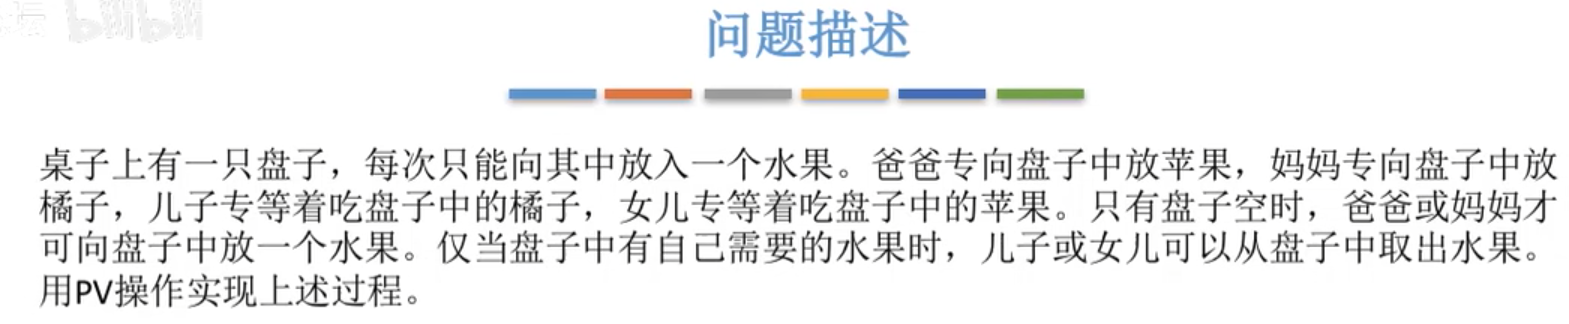 坛 bilibili
问题描述
桌子上有一只盘子，每次只能向其中放入一个水果。爸爸专向盘子中放苹果，妈妈专向盘子中放
橘子，儿子专等着吃盘子中的橘子，女儿专等着吃盘子中的苹果。只有盘子空时，爸爸或妈妈才
可向盘子中放一个水果。仅当盘子中有自己需要的水果时，儿子或女儿可以从盘子中取出水果。
用PV操作实现上述过程。